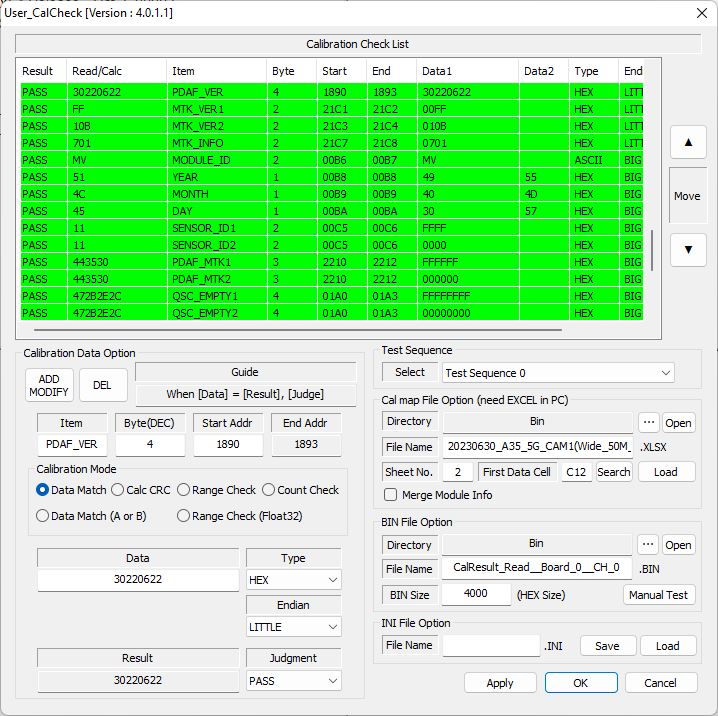 User_CalCheck [Version : 4.0.1.1]
Calibration Check List
Result Read/Calc Item Byte Start End Data1 Data2 Type End
PASS 30220622 PDAF_VER 4 1890 1893 30220622 HEX LITT
PASS FF MTK_VER1 2 21C1 21C2 00FF HEX LITT
PASS 10B MTK_VER2 2 21C3 21C4 010B HEX LITT
PASS 701 MTK_INFO 2 21C7 21C8 0701 HEX LITT
PASS MV MODULE_ID 2 00B6 00B7 MV ASCII BIG
PASS 51 YEAR 1 00B8 00B8 49 55 HEX BIG
PASS 4C MONTH 1 00B9 00B9 40 4D HEX BIG
PASS 45 DAY 1 00BA 00BA 30 57 HEX BIG
PASS 11 SENSOR_ID1 2 00C5 00C6 FFFF HEX BIG
PASS 11 SENSOR_ID2 2 00C5 00C6 0000 HEX BIG
PASS 443530 PDAF_MTK1 3 2210 2212 FFFFFF HEX BIG
PASS 443530 PDAF_MTK2 3 2210 2212 000000 HEX BIG
PASS 472B2E2C QSC_EMPTY1 4 01A0 01A3 FFFFFFFF HEX BIG
PASS 472B2E2C QSC_EMPTY2 4 01A0 01A3 00000000 HEX BIG
▲
Move
▼
Calibration Data Option
ADD
MODIFY
DEL
Guide
When [Data] = [Result], [Judge]
Item Byte(DEC) Start Addr End Addr
PDAF_VER 4 1890 1893
Calibration Mode
Data Match Calc CRC Range Check Count Check
Data Match (A or B) Range Check (Float32)
Data Type
30220622 HEX
Endian
LITTLE
Result Judgment
30220622 PASS
Test Sequence
Select Test Sequence 0
Cal map File Option (need EXCEL in PC)
Directory Bin ... Open
File Name 20230630_A35_5G_CAM1(Wide_50M_ .XLSX
Sheet No. 2 First Data Cell C12 Search Load
Merge Module Info
BIN File Option
Directory Bin ... Open
File Name CalResult_Read__Board_0__CH_0 .BIN
BIN Size 4000 (HEX Size) Manual Test
INI File Option
File Name .INI Save Load
Apply OK Cancel